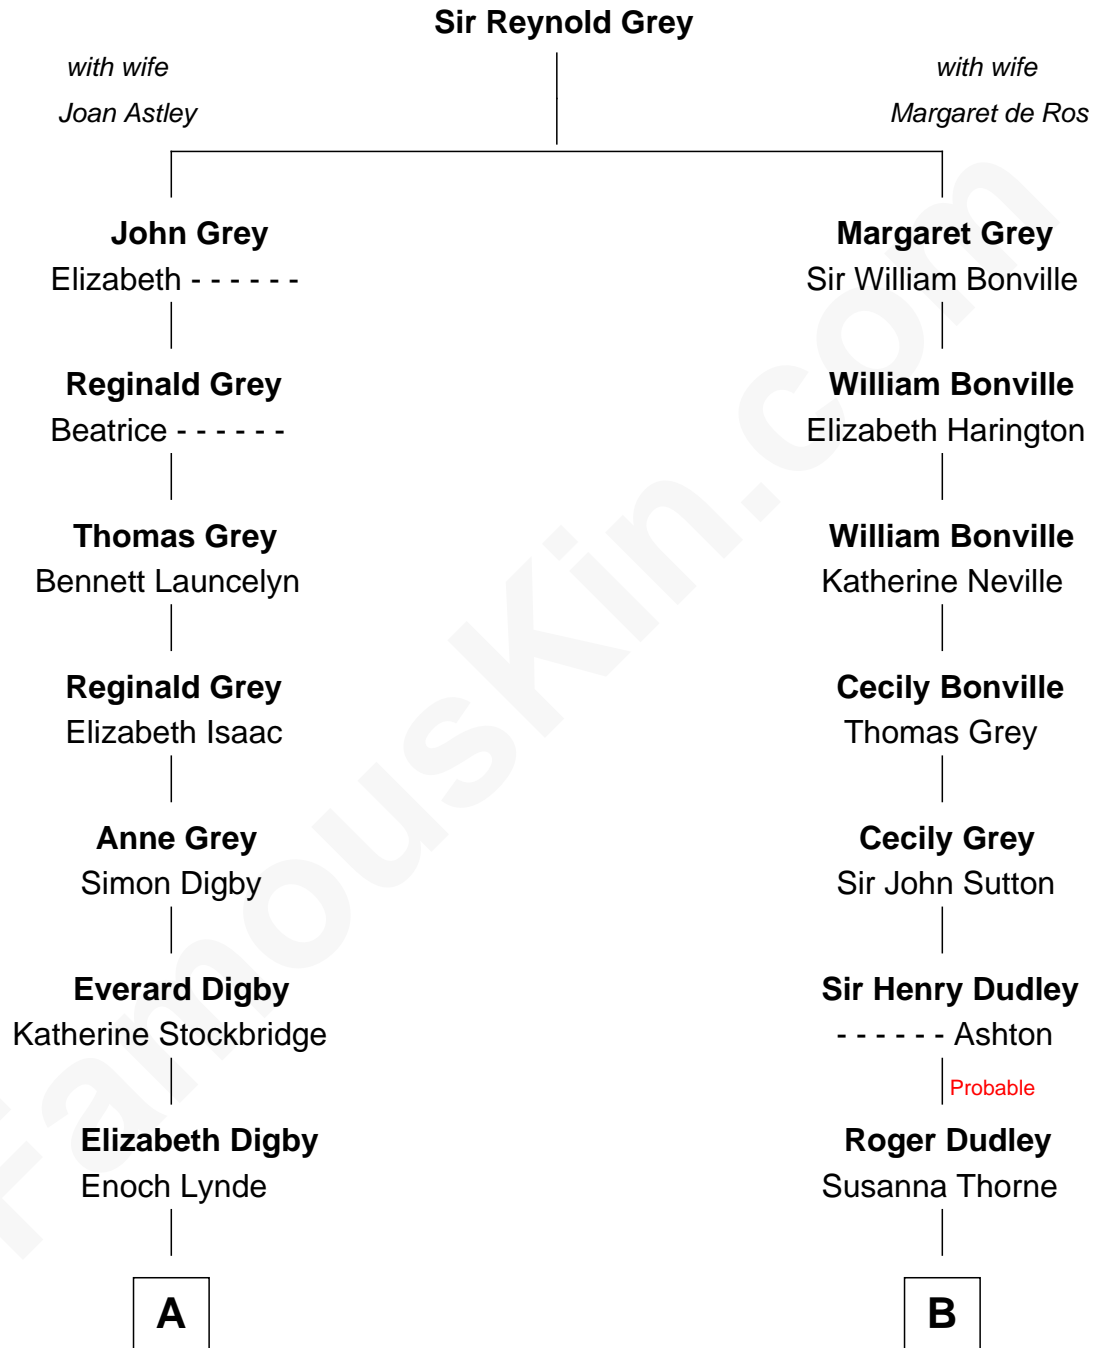 Sir Reynold Grey
with wife
Joan Astley
with wife
Margaret de Ros
John Grey
Elizabeth - - - - - -
Margaret Grey
Sir William Bonville
Reginald Grey
Beatrice - - - - - -
William Bonville
Elizabeth Harington
Thomas Grey
Bennett Launcelyn
William Bonville
Katherine Neville
Reginald Grey
Elizabeth Isaac
Cecily Bonville
Thomas Grey
Anne Grey
Simon Digby
Cecily Grey
Sir John Sutton
Everard Digby
Katherine Stockbridge
Sir Henry Dudley
- - - - - - Ashton
Probable
Elizabeth Digby
Enoch Lynde
Roger Dudley
Susanna Thorne
A
B
FamousKin.com